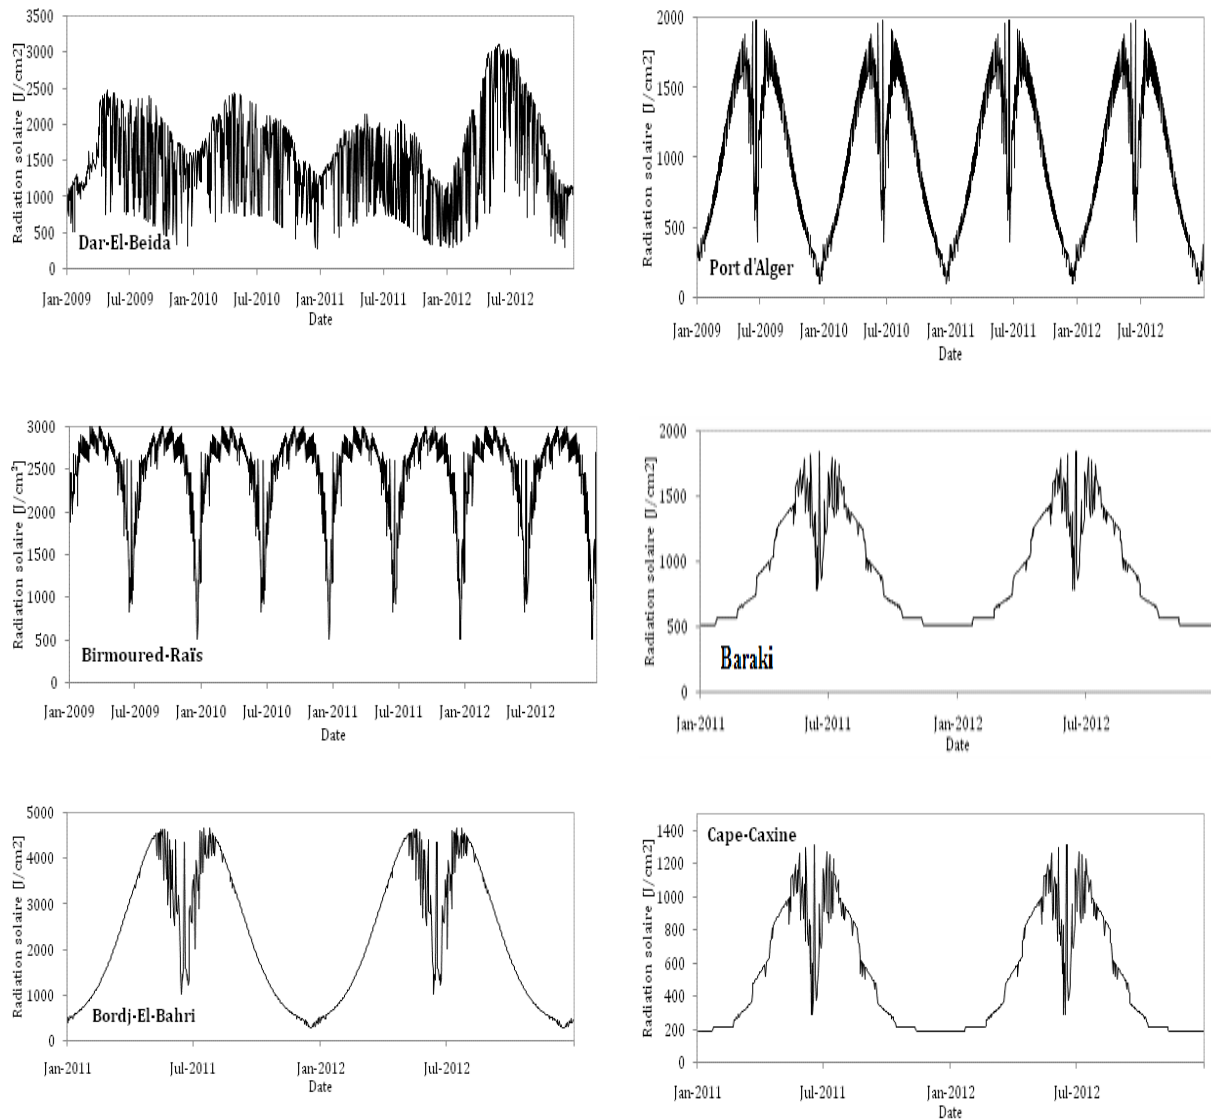 Radiation solaire [J/cm2]
3500
3000
2500
2000
1500
1000
500
0
Dar-El-Beida
Jan-2009 Jul-2009 Jan-2010 Jul-2010 Jan-2011 Jul-2011 Jan-2012 Jul-2012
Date
Radiation solaire [J/cm2]
2000
1500
1000
500
0
Port d'Alger
Jan-2009 Jul-2009 Jan-2010 Jul-2010 Jan-2011 Jul-2011 Jan-2012 Jul-2012
Date
Radiation solaire [J/cm²]
3000
2500
2000
1500
1000
500
0
Birmoured-Raïs
Jan-2009 Jul-2009 Jan-2010 Jul-2010 Jan-2011 Jul-2011 Jan-2012 Jul-2012
Date
Radiation solaire [J/cm2]
2000
1500
1000
500
0
Baraki
Jan-2011 Jul-2011 Jan-2012 Jul-2012
Date
Radiation solaire [J/cm2]
5000
4000
3000
2000
1000
0
Bordj-El-Bahri
Jan-2011 Jul-2011 Jan-2012 Jul-2012
Date
Radiation solaire [J/cm2]
1400
1200
1000
800
600
400
200
0
Cape-Caxine
Jan-2011 Jul-2011 Jan-2012 Jul-2012
Date